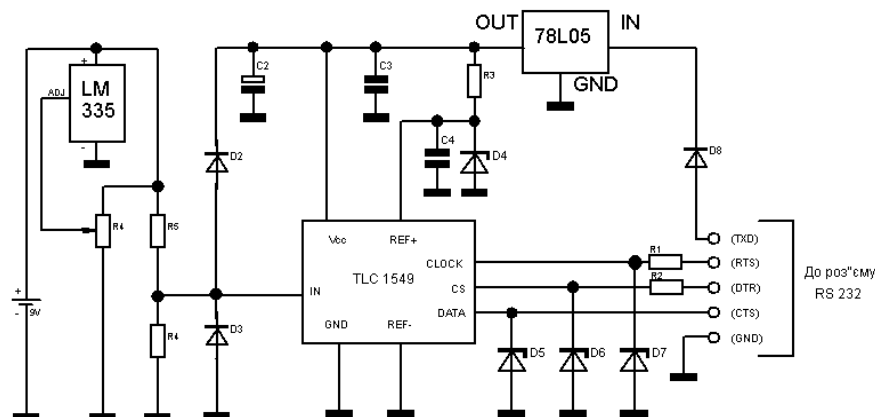 OUT
78L05
IN
GND
+
LM
335
-
ADJ
C2
C3
R3
C4
D4
D2
D8
R4
R5
Vcc
REF+
CLOCK
TLC 1549
IN
CS
DATA
GND
REF-
R1
R2
(TXD)
(RTS)
(DTR)
(CTS)
(GND)
До роз"єму
RS 232
+
-
9V
R4
D3
D5
D6
D7